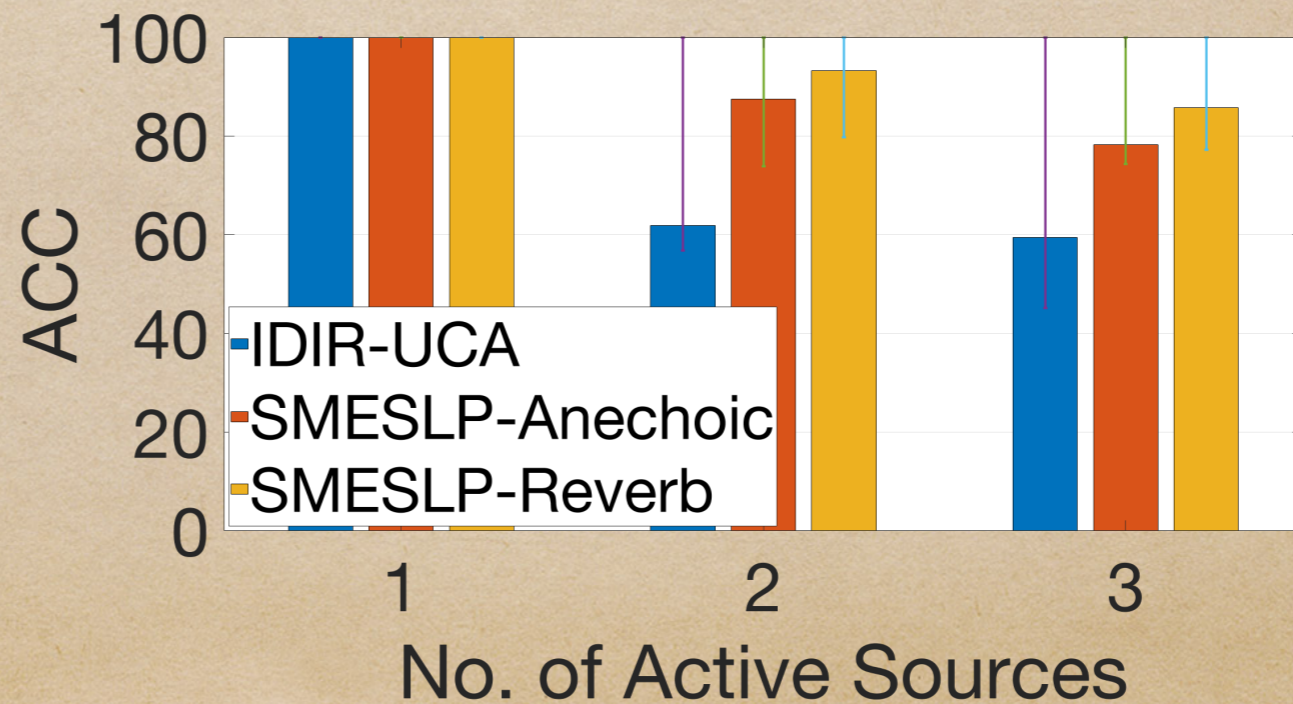 100
80
60
40
20
0
ACC
IDIR-UCA
SMESLP-Anechoic
SMESLP-Reverb
1 2 3
No. of Active Sources